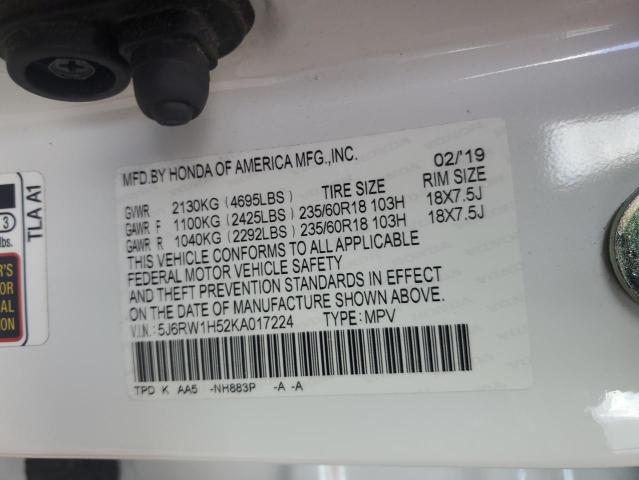 MFD.BY HONDA OF AMERICA MFG.,INC. 02/'19
GVWR 2130KG (4695LBS) TIRE SIZE RIM SIZE
GAWR F 1100KG (2425LBS) 235/60R18 103H 18X7.5J
GAWR R 1040KG (2292LBS) 235/60R18 103H 18X7.5J
THIS VEHICLE CONFORMS TO ALL APPLICABLE
FEDERAL MOTOR VEHICLE SAFETY
AND THEFT PREVENTION STANDARDS IN EFFECT
ON THE DATE OF MANUFACTURE SHOWN ABOVE.
V.I.N.: 5J6RW1H52KA017224 TYPE: MPV
TPD K AA5 -NH883P -A -A
TLA A1
3
lbs.